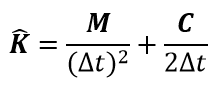 K̂ = M/(Δt)² + C/2Δt